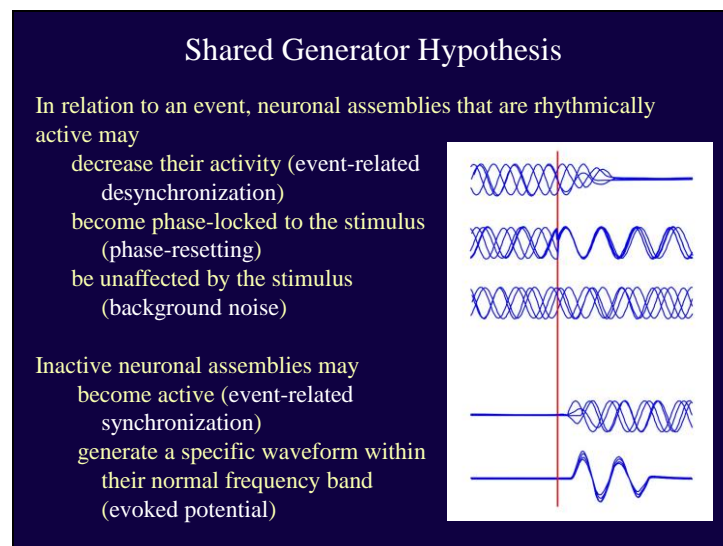 Shared Generator Hypothesis
In relation to an event, neuronal assemblies that are rhythmically
active may
decrease their activity (event-related
desynchronization)
become phase-locked to the stimulus
(phase-resetting)
be unaffected by the stimulus
(background noise)
Inactive neuronal assemblies may
become active (event-related
synchronization)
generate a specific waveform within
their normal frequency band
(evoked potential)